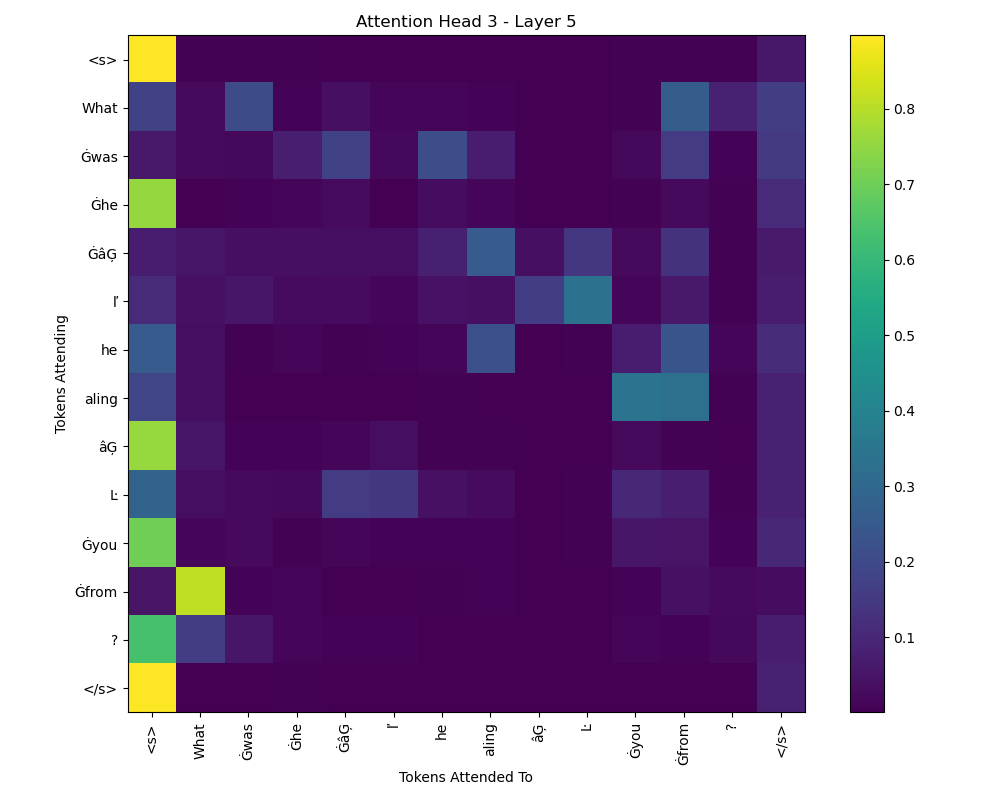 Attention Head 3 - Layer 5
<s>
What
Ġwas
Ġhe
ĠâĢ
ľ
he
aling
âĢ
Ŀ
Ġyou
Ġfrom
?
</s>
Tokens Attending
<s>
What
Ġwas
Ġhe
ĠâĢ
ľ
he
aling
âĢ
Ŀ
Ġyou
Ġfrom
?
</s>
Tokens Attended To
0.8
0.7
0.6
0.5
0.4
0.3
0.2
0.1